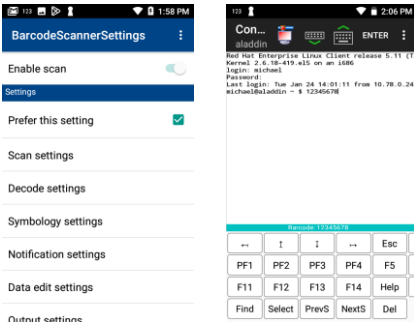 123 1:58 PM
BarcodeScannerSettings
Enable scan
Settings
Prefer this setting
Scan settings
Decode settings
Symbology settings
Notification settings
Data edit settings
Output settings
123 2:06 PM
Con...
aladdin
ENTER
Red Hat Enterprise Linux Client release 5.11 (T
Kernel 2.6.18-419.el5 on an i686
login: michael
Password:
Last login: Tue Jan 24 14:01:11 from 10.78.0.24
michael@aladdin ~ $ 12345678
Barcode: 12345678
↔ ↕ ↕ ↔ Esc
PF1 PF2 PF3 PF4 F5
F11 F12 F13 F14 Help
Find Select PrevS NextS Del